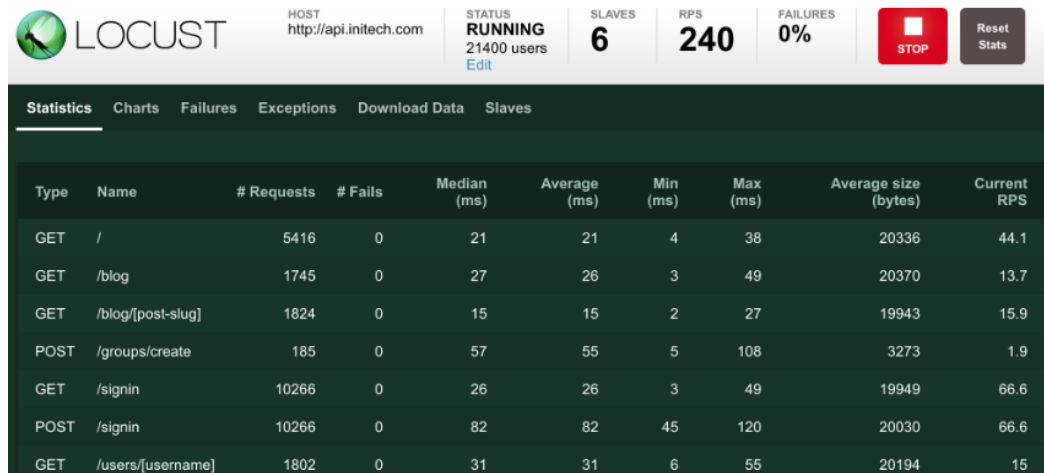 LOCUST
HOST
http://api.initech.com
STATUS
RUNNING
21400 users
Edit
SLAVES
6
RPS
240
FAILURES
0%
STOP
Reset
Stats
Statistics Charts Failures Exceptions Download Data Slaves
Type Name # Requests # Fails Median (ms) Average (ms) Min (ms) Max (ms) Average size (bytes) Current RPS
GET / 5416 0 21 21 4 38 20336 44.1
GET /blog 1745 0 27 26 3 49 20370 13.7
GET /blog/[post-slug] 1824 0 15 15 2 27 19943 15.9
POST /groups/create 185 0 57 55 5 108 3273 1.9
GET /signin 10266 0 26 26 3 49 19949 66.6
POST /signin 10266 0 82 82 45 120 20030 66.6
GET /users/[username] 1802 0 31 31 6 55 20194 15